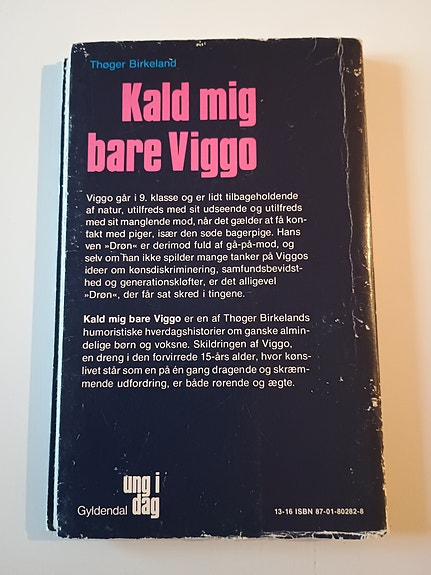 Thøger Birkeland
Kald mig
bare Viggo
Viggo går i 9. klasse og er lidt tilbageholdende
af natur, utilfreds med sit udseende og utilfreds
med sit manglende mod, når det gælder at få kon-
takt med piger, især den søde bagerpige. Hans
ven »Drøn« er derimod fuld af gå-på-mod, og
selv om han ikke spilder mange tanker på Viggos
ideer om kønsdiskriminering, samfundsbevidst-
hed og generationskløfter, er det alligevel
»Drøn«, der får sat skred i tingene.
Kald mig bare Viggo er en af Thøger Birkelands
humoristiske hverdagshistorier om ganske almin-
delige børn og voksne. Skildringen af Viggo,
en dreng i den forvirrede 15-års alder, hvor køns-
livet står som en på én gang dragende og skræm-
mende udfordring, er både rørende og ægte.
ung i
dag
Gyldendal
13-16 ISBN 87-01-80282-8